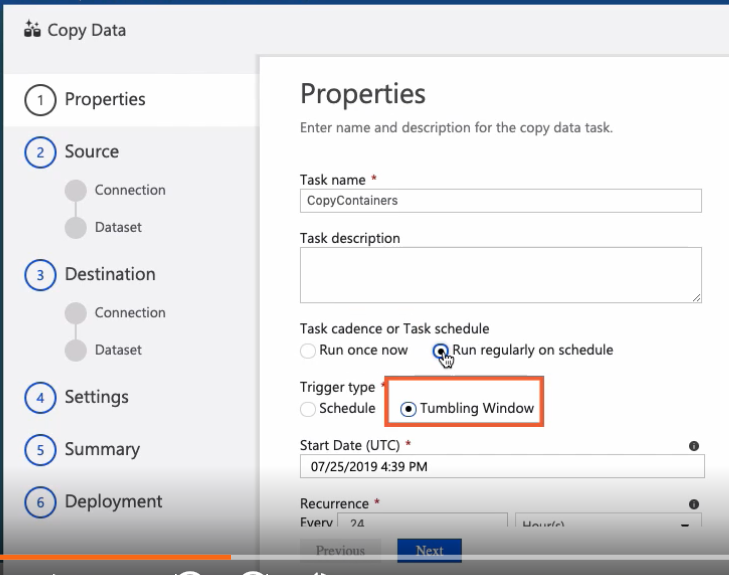 Copy Data
1 Properties
2 Source
Connection
Dataset
3 Destination
Connection
Dataset
4 Settings
5 Summary
6 Deployment
Properties
Enter name and description for the copy data task.
Task name *
CopyContainers
Task description
Task cadence or Task schedule
Run once now Run regularly on schedule
Trigger type *
Schedule Tumbling Window
Start Date (UTC) *
07/25/2019 4:39 PM
Recurrence *
Every 24 Hour(s)
Previous Next